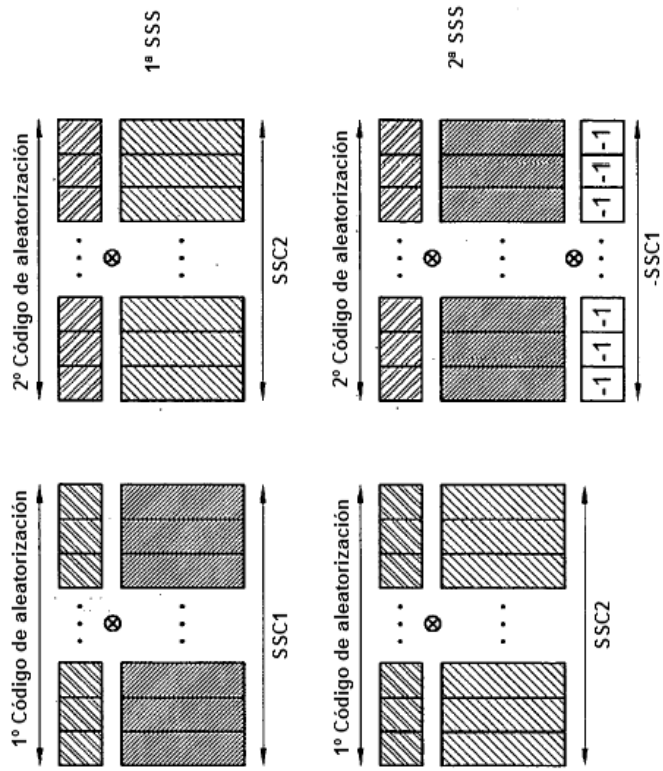 1º Código de aleatorización
2º Código de aleatorización
1ª SSS
SSC1
SSC2
1º Código de aleatorización
2º Código de aleatorización
2ª SSS
-1 -1 -1 -1 -1 -1
SSC2
-SSC1